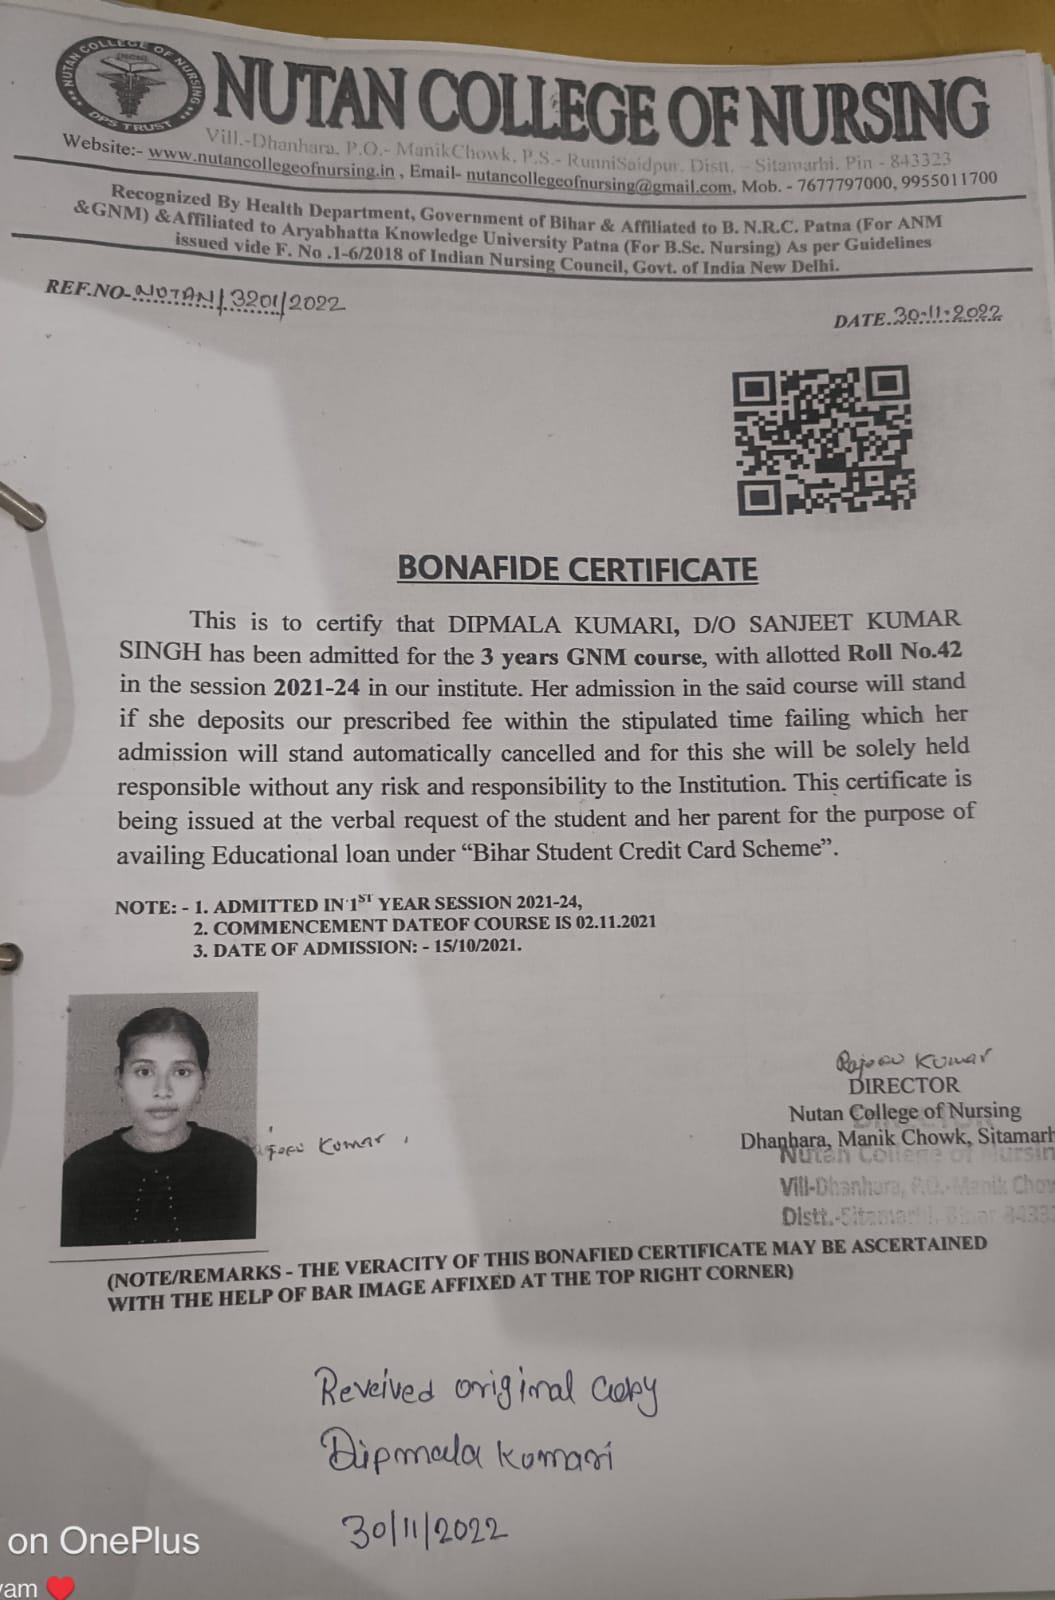 NUTAN COLLEGE OF NURSING
DPS TRUST
NUTAN COLLEGE OF NURSING
Vill.-Dhanhara, P.O.- ManikChowk, P.S.- RunniSaidpur, Distt. – Sitamarhi, Pin - 843323
Website:- www.nutancollegeofnursing.in , Email- nutancollegeofnursing@gmail.com, Mob. - 7677797000, 9955011700
Recognized By Health Department, Government of Bihar & Affiliated to B. N.R.C. Patna (For ANM
&GNM) &Affiliated to Aryabhatta Knowledge University Patna (For B.Sc. Nursing) As per Guidelines
issued vide F. No .1-6/2018 of Indian Nursing Council, Govt. of India New Delhi.
REF.NO-NUTAN/3201/2022
DATE.30-11-2022
BONAFIDE CERTIFICATE
This is to certify that DIPMALA KUMARI, D/O SANJEET KUMAR
SINGH has been admitted for the 3 years GNM course, with allotted Roll No.42
in the session 2021-24 in our institute. Her admission in the said course will stand
if she deposits our prescribed fee within the stipulated time failing which her
admission will stand automatically cancelled and for this she will be solely held
responsible without any risk and responsibility to the Institution. This certificate is
being issued at the verbal request of the student and her parent for the purpose of
availing Educational loan under “Bihar Student Credit Card Scheme”.
NOTE: - 1. ADMITTED IN 1ST YEAR SESSION 2021-24,
2. COMMENCEMENT DATEOF COURSE IS 02.11.2021
3. DATE OF ADMISSION: - 15/10/2021.
Rajeev Kumar
DIRECTOR
Nutan College of Nursing
Dhanhara, Manik Chowk, Sitamarh
Kumar
DIRECTOR
Nutan College of Nursin
Vill-Dhanhara, P.O.-Manik Chow
Distt.-Sitamarhi, Bihar
(NOTE/REMARKS - THE VERACITY OF THIS BONAFIED CERTIFICATE MAY BE ASCERTAINED
WITH THE HELP OF BAR IMAGE AFFIXED AT THE TOP RIGHT CORNER)
Reveived original copy
Dipmala Kumari
30/11/2022
on OnePlus
yam ❤️